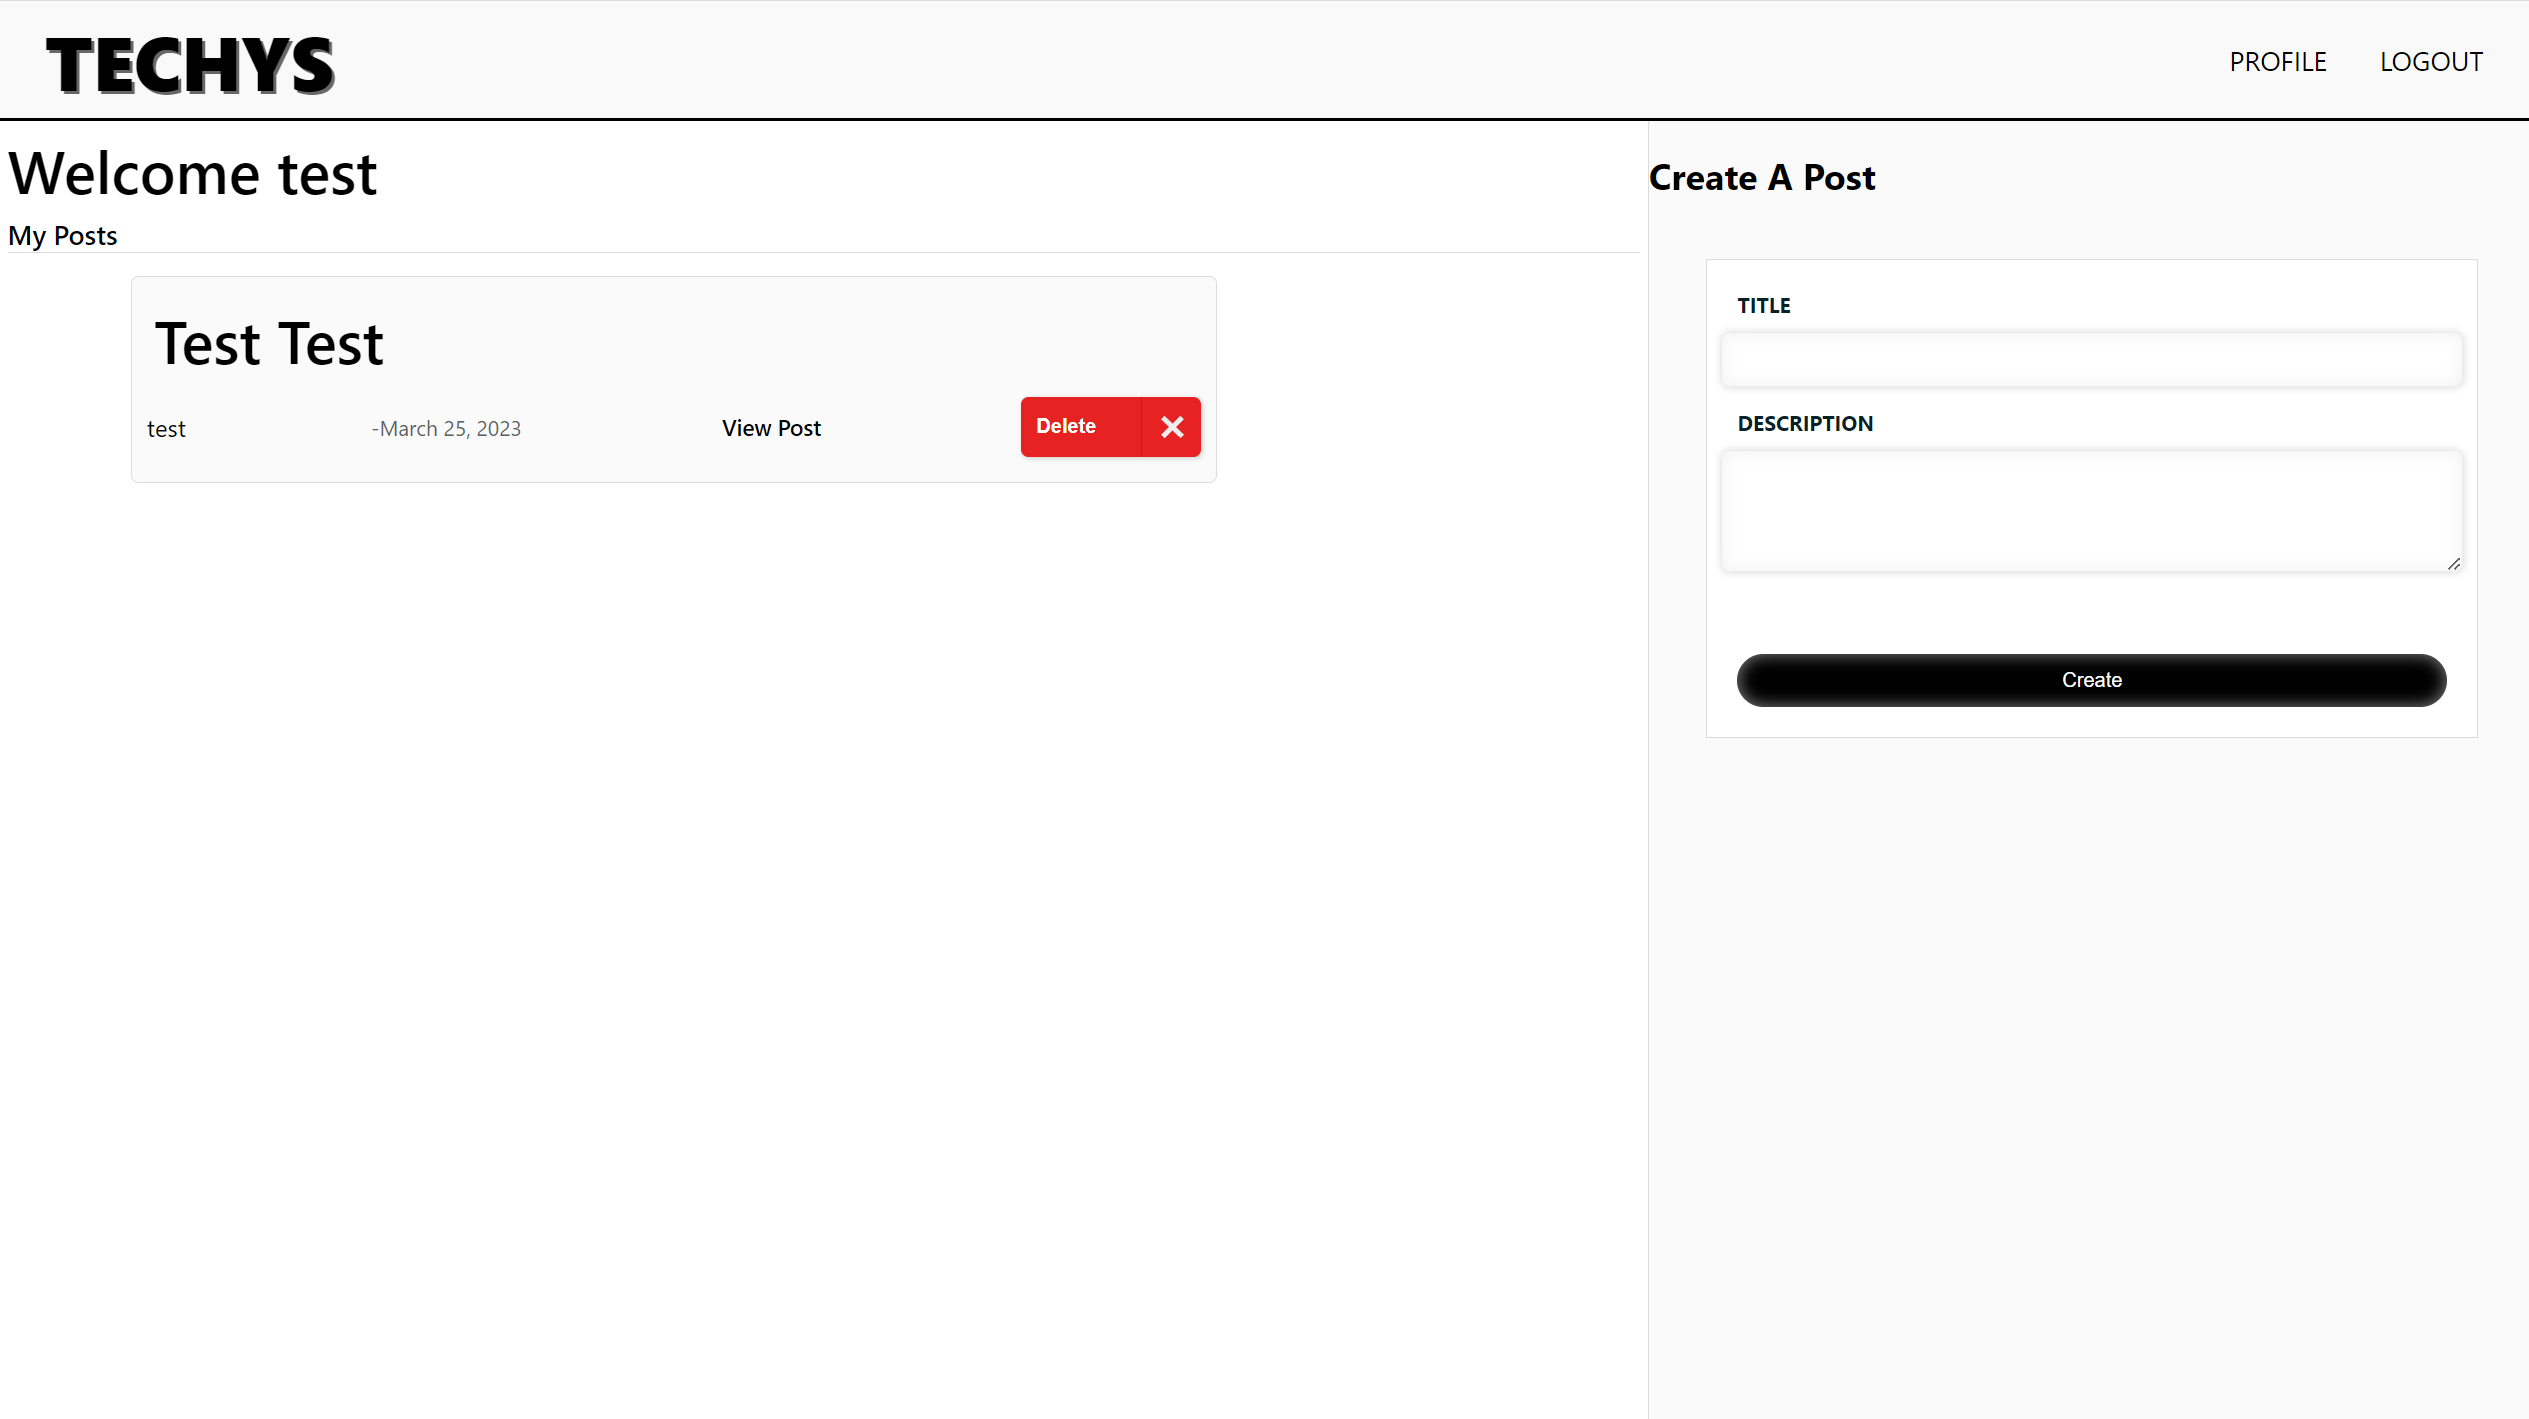 TECHYS
PROFILE LOGOUT
Welcome test
My Posts
Test Test
test -March 25, 2023 View Post Delete
Create A Post
TITLE
DESCRIPTION
Create